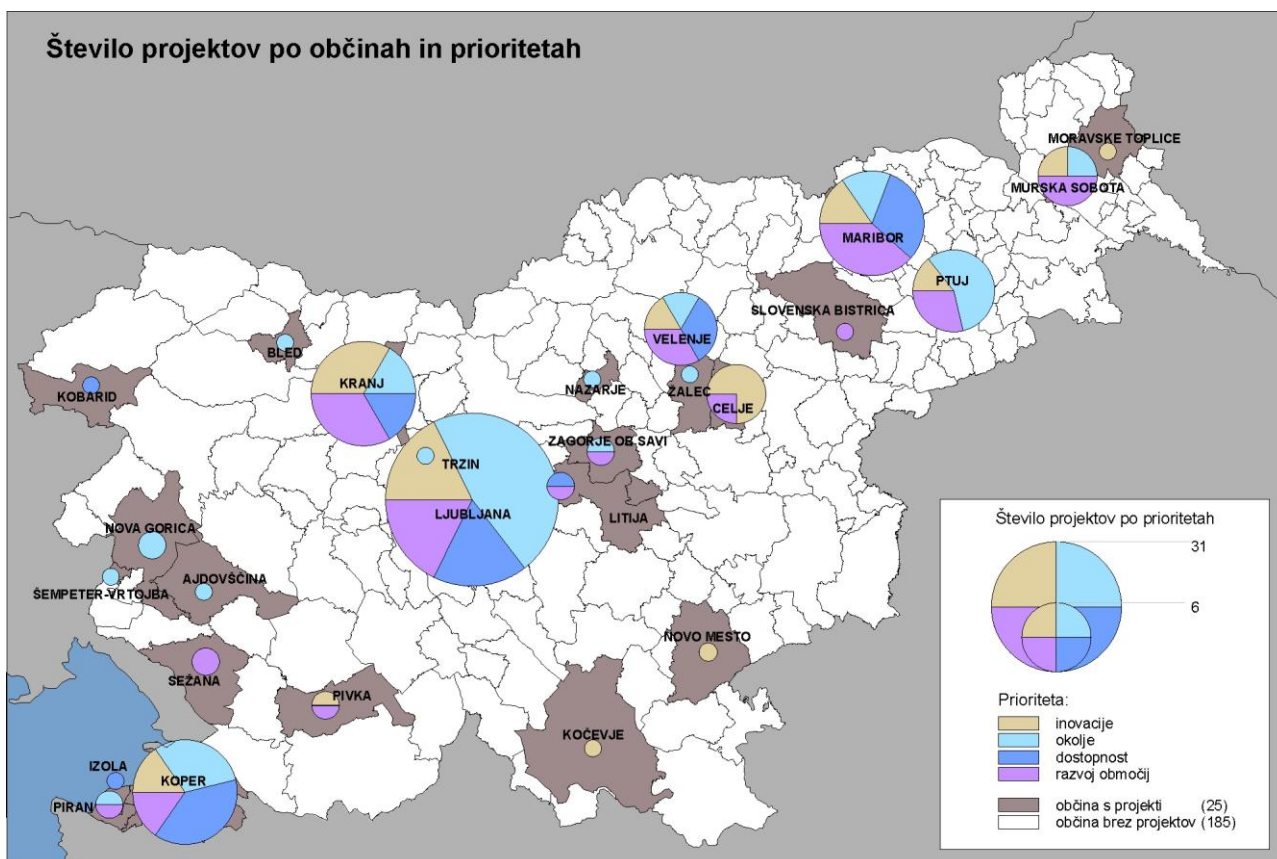 Število projektov po občinah in prioritetah
MORAVSKE TOPLICE
MURSKA SOBOTA
MARIBOR
PTUJ
SLOVENSKA BISTRICA
VELENJE
BLED
KRANJ
NAZARJE
ŽALEC
KOBARID
CELJE
ZAGORJE OB SAVI
TRZIN
LJUBLJANA
LITIJA
NOVA GORICA
AJDOVŠČINA
ŠEMPETER-VRTOJBA
NOVO MESTO
SEŽANA
PIVKA
KOČEVJE
IZOLA
KOPER
PIRAN
Število projektov po prioritetah
31
6
Prioriteta:
inovacije
okolje
dostopnost
razvoj območij
občina s projekti (25)
občina brez projektov (185)